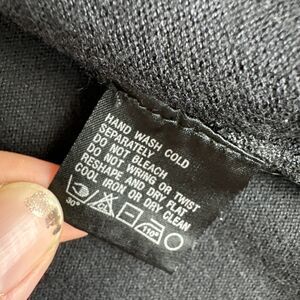 HAND WASH COLD
SEPARATELY
DO NOT BLEACH
DO NOT WRING OR TWIST
RESHAPE AND DRY FLAT
COOL IRON OR DRY CLEAN
30°